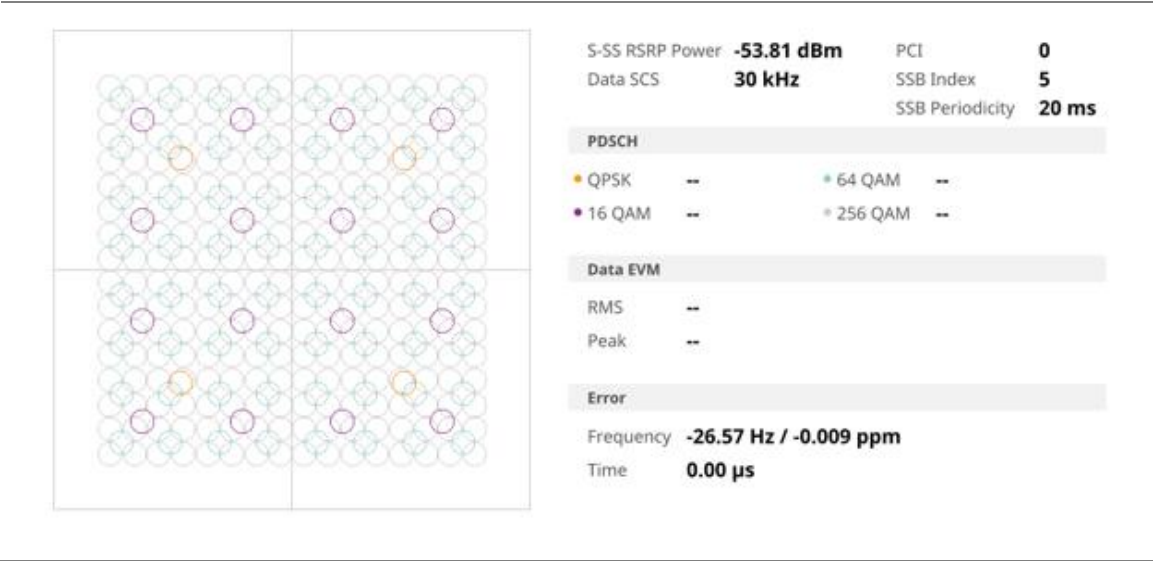 S-SS RSRP Power -53.81 dBm PCI 0
Data SCS 30 kHz SSB Index 5
SSB Periodicity 20 ms
PDSCH
QPSK -- 64 QAM --
16 QAM -- 256 QAM --
Data EVM
RMS --
Peak --
Error
Frequency -26.57 Hz / -0.009 ppm
Time 0.00 µs